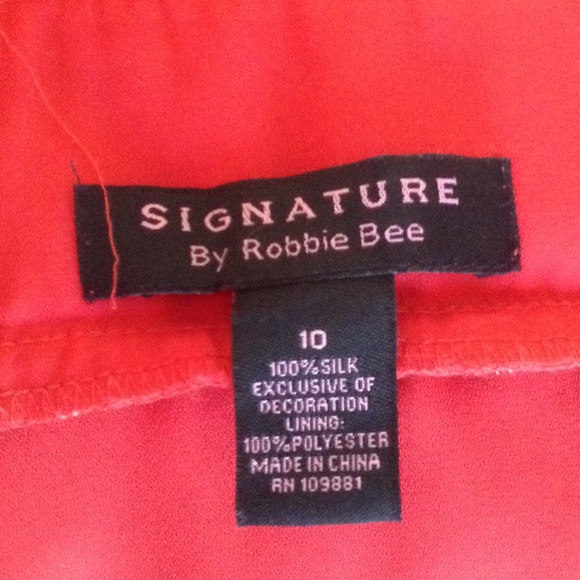 SIGNATURE
By Robbie Bee
10
100%SILK
EXCLUSIVE OF
DECORATION
LINING:
100%POLYESTER
MADE IN CHINA
RN 109881